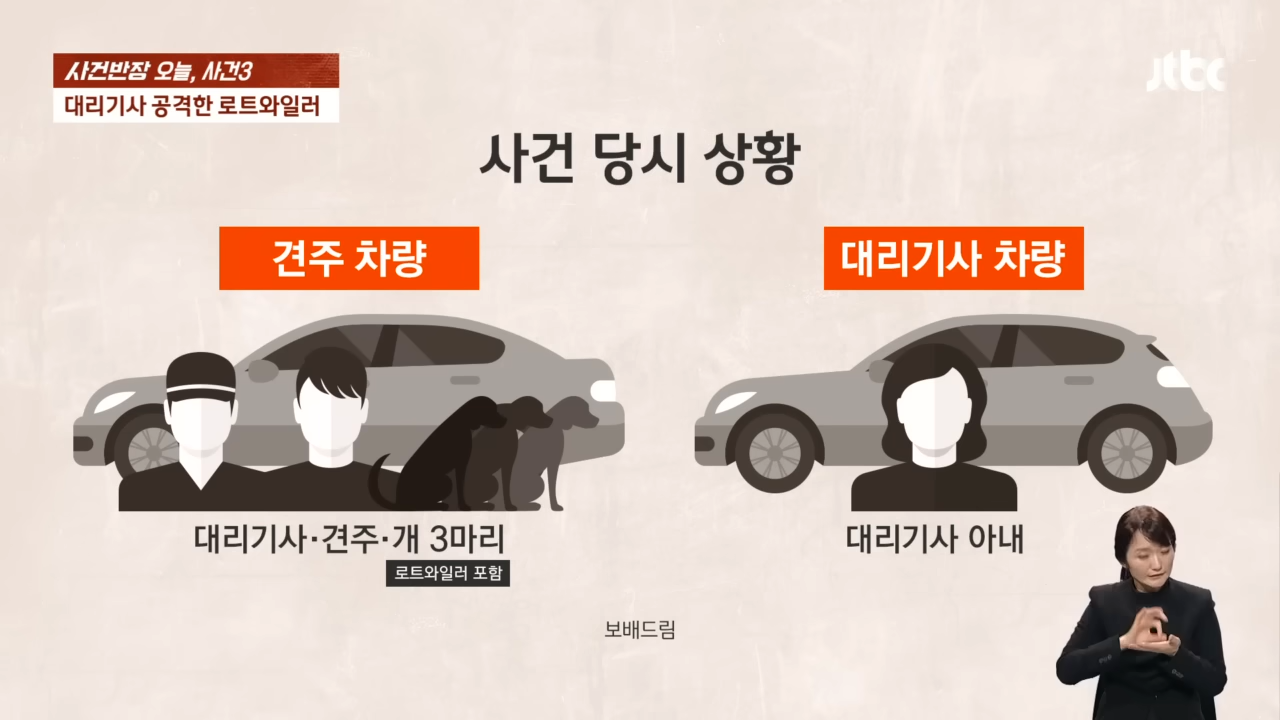 사건반장 오늘, 사건3
대리기사 공격한 로트와일러
jtbc
사건 당시 상황
견주 차량
대리기사 차량
대리기사·견주·개 3마리
로트와일러 포함
대리기사 아내
보배드림